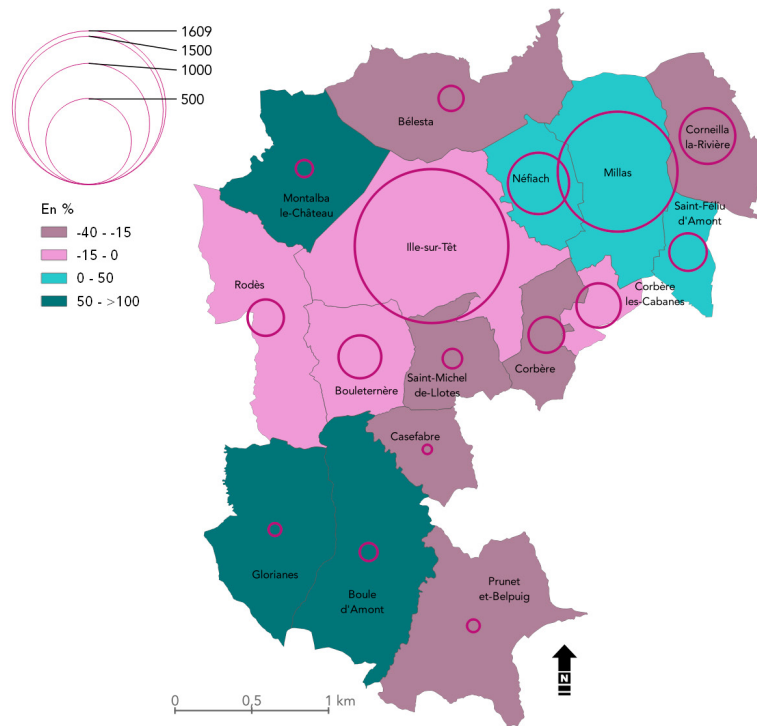 1609
1500
1000
500
En %
-40 - -15
-15 - 0
0 - 50
50 - >100
Bélesta
Corneilla
la-Rivière
Millas
Néfiach
Montalba
le-Château
Saint-Féliu
d'Amont
Ille-sur-Têt
Rodès
Corbère
les-Cabanes
Bouleternère
Saint-Michel
de-Llotes
Corbère
Casefabre
Glorianes
Boule
d'Amont
Prunet
et-Belpuig
N
0
0,5
1 km